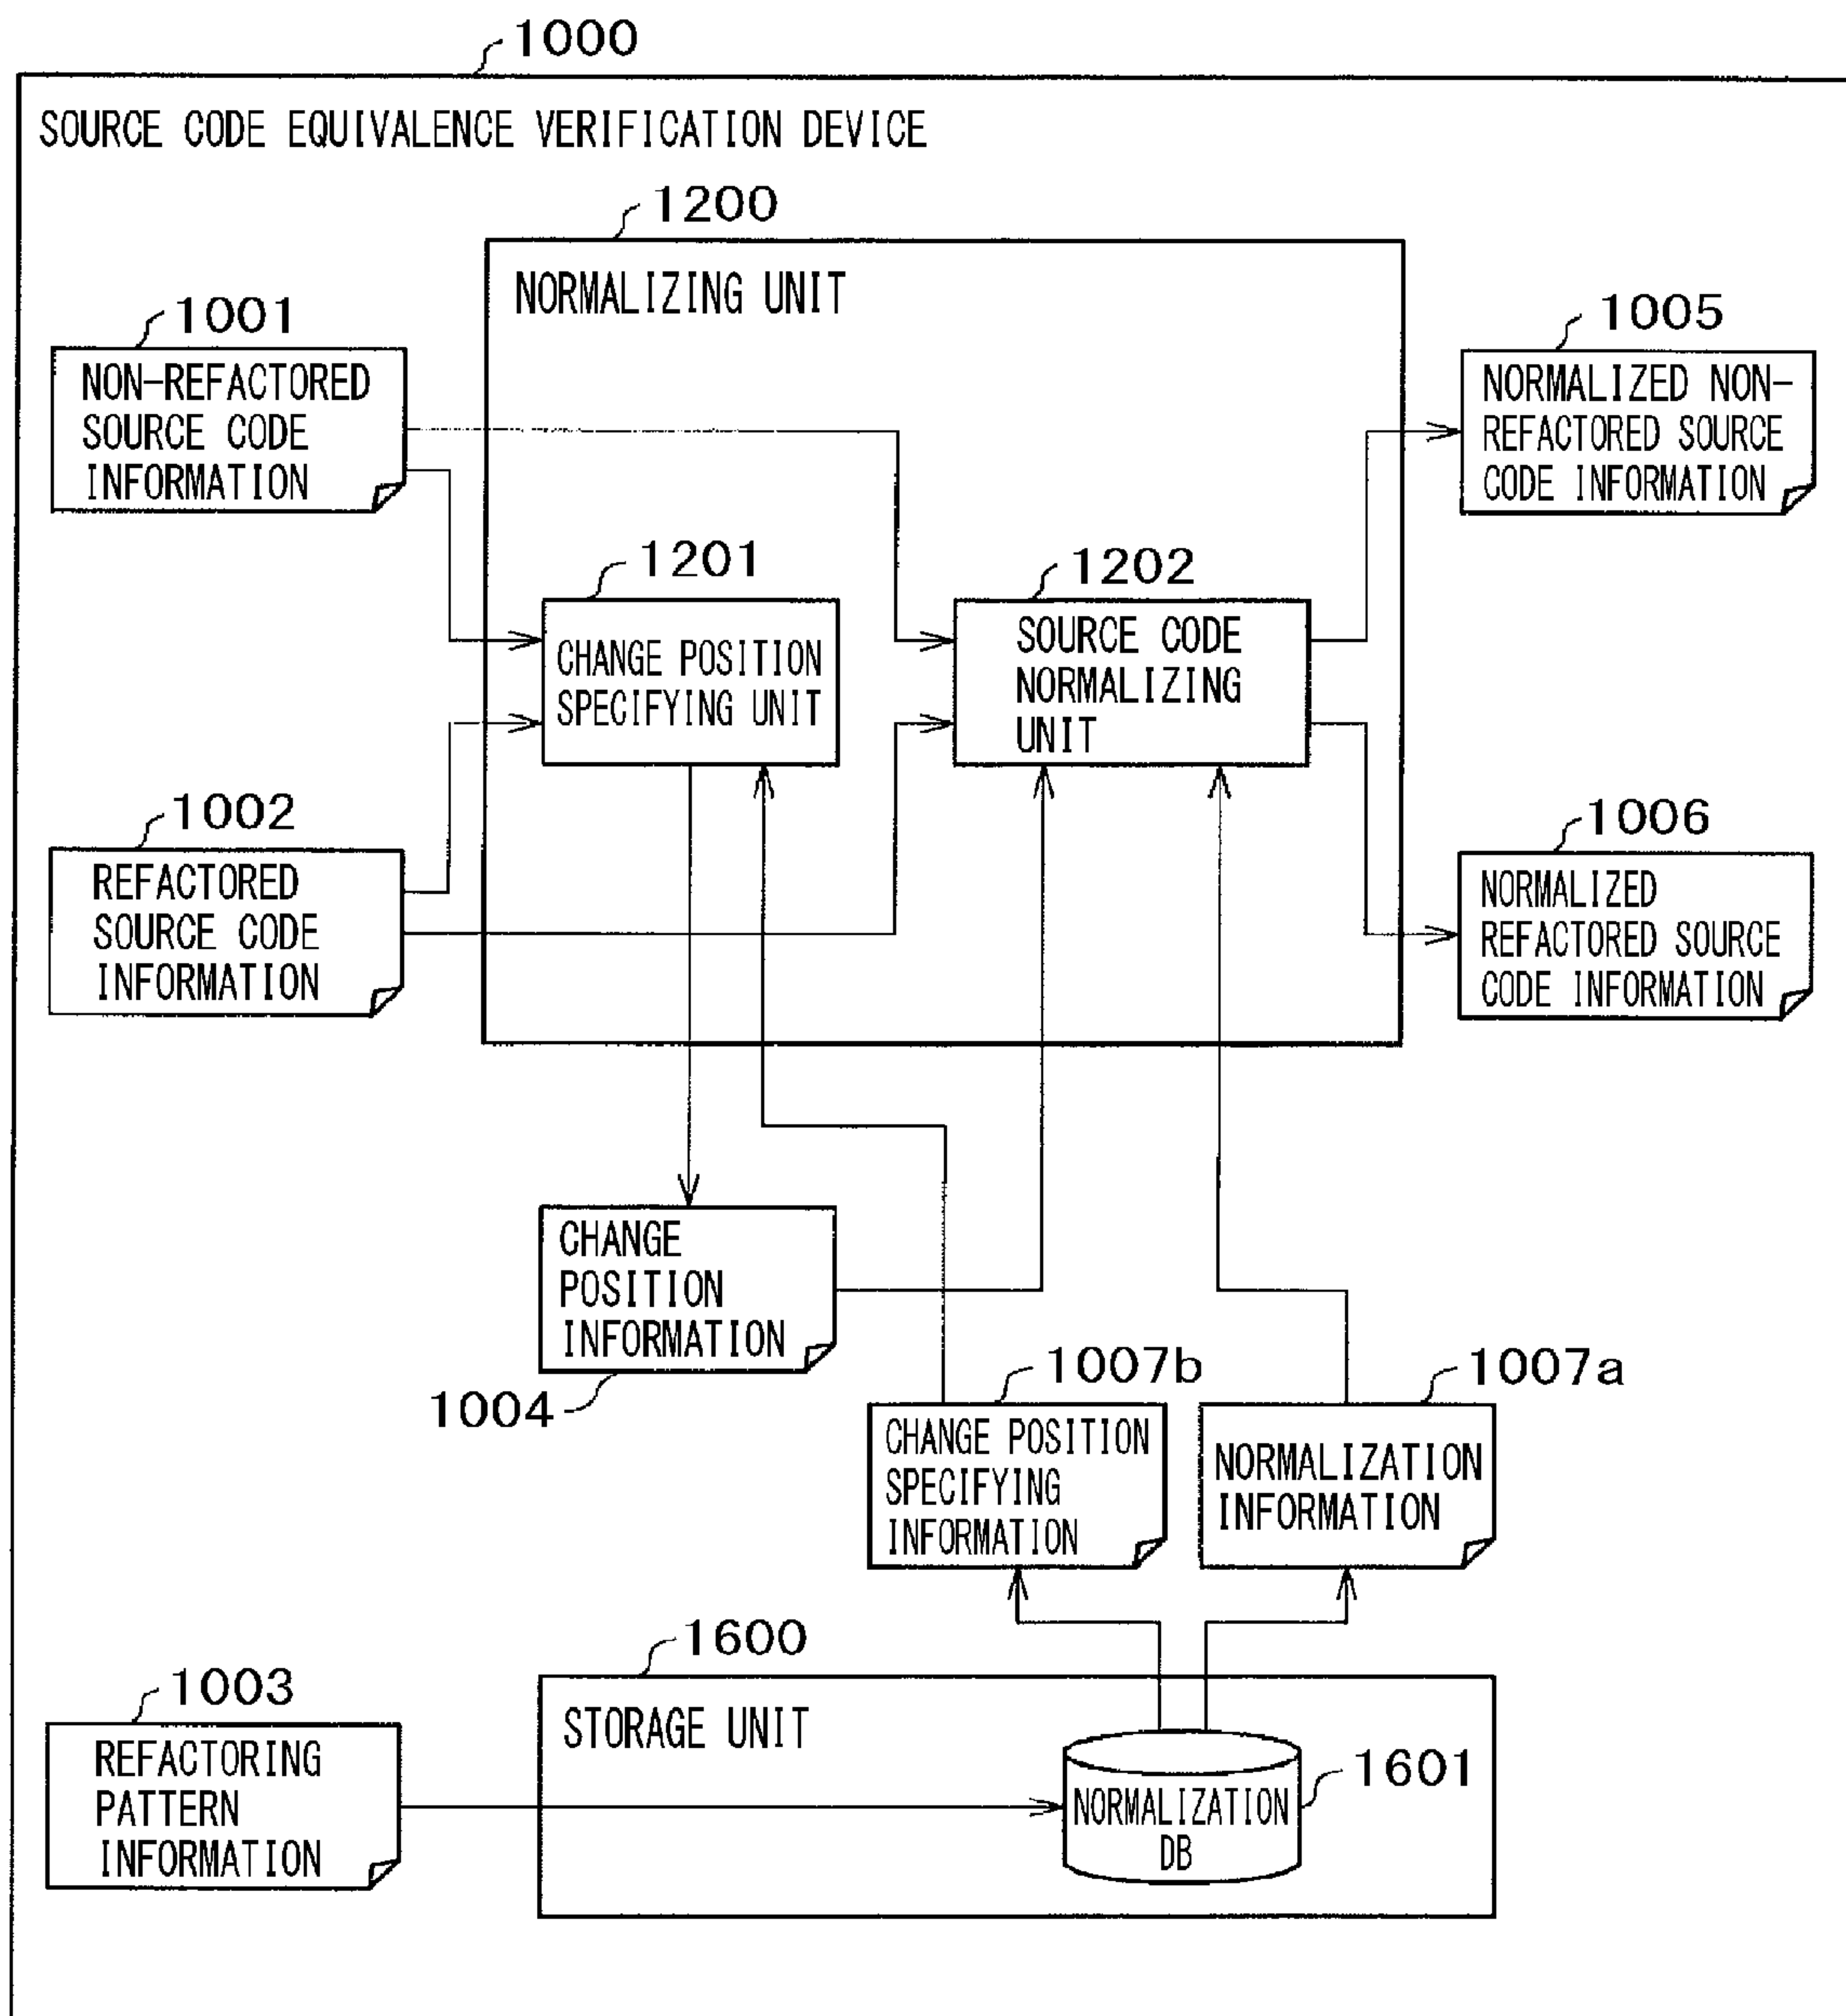 1000
SOURCE CODE EQUIVALENCE VERIFICATION DEVICE
1200
NORMALIZING UNIT
1001
NON-REFACTORED
SOURCE CODE
INFORMATION
1005
NORMALIZED NON-
REFACTORED SOURCE
CODE INFORMATION
1201
CHANGE POSITION
SPECIFYING UNIT
1202
SOURCE CODE
NORMALIZING
UNIT
1002
REFACTORED
SOURCE CODE
INFORMATION
1006
NORMALIZED
REFACTORED SOURCE
CODE INFORMATION
CHANGE
POSITION
INFORMATION
1004
1007b
CHANGE POSITION
SPECIFYING
INFORMATION
1007a
NORMALIZATION
INFORMATION
1600
STORAGE UNIT
1003
REFACTORING
PATTERN
INFORMATION
1601
NORMALIZATION
DB